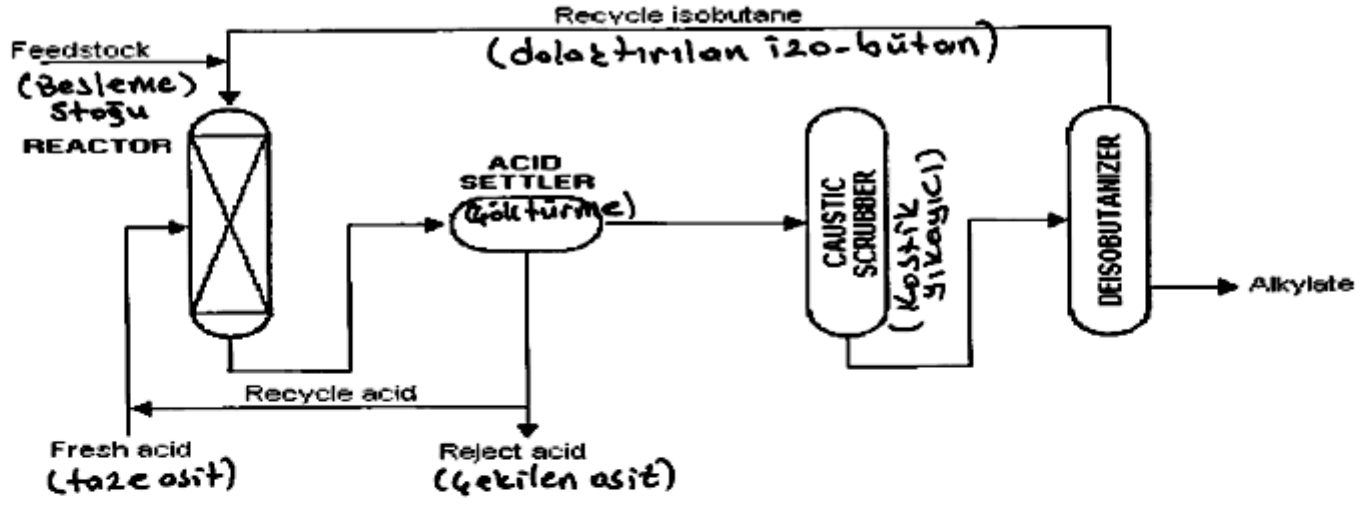 Recycle isobutane
(dolaştırılan izo-bütan)
Feedstock
(Besleme)
stoğu
REACTOR
ACID
SETTLER
(çöktürme)
CAUSTIC
SCRUBBER
(kostik
yıkayıcı)
DEISOBUTANIZER
Alkylate
Recycle acid
Fresh acid
(taze asit)
Reject acid
(çekilen asit)